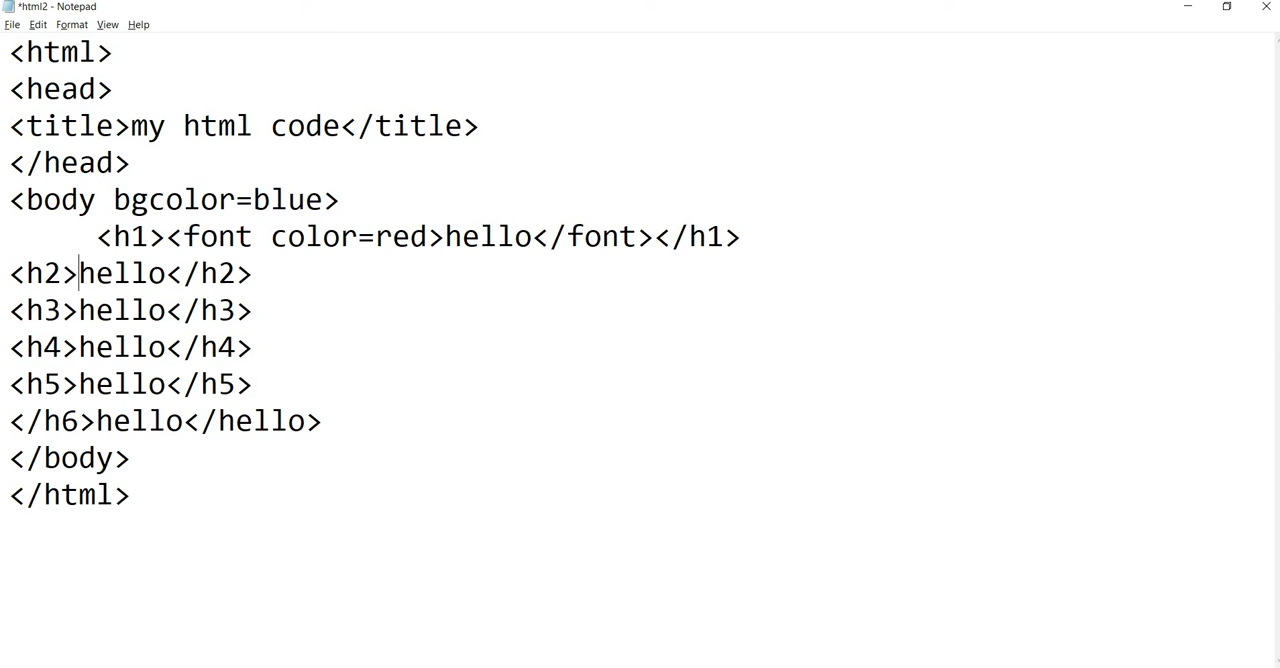 *html2 - Notepad
File Edit Format View Help
<html>
<head>
<title>my html code</title>
</head>
<body bgcolor=blue>
<h1><font color=red>hello</font></h1>
<h2>hello</h2>
<h3>hello</h3>
<h4>hello</h4>
<h5>hello</h5>
</h6>hello</hello>
</body>
</html>